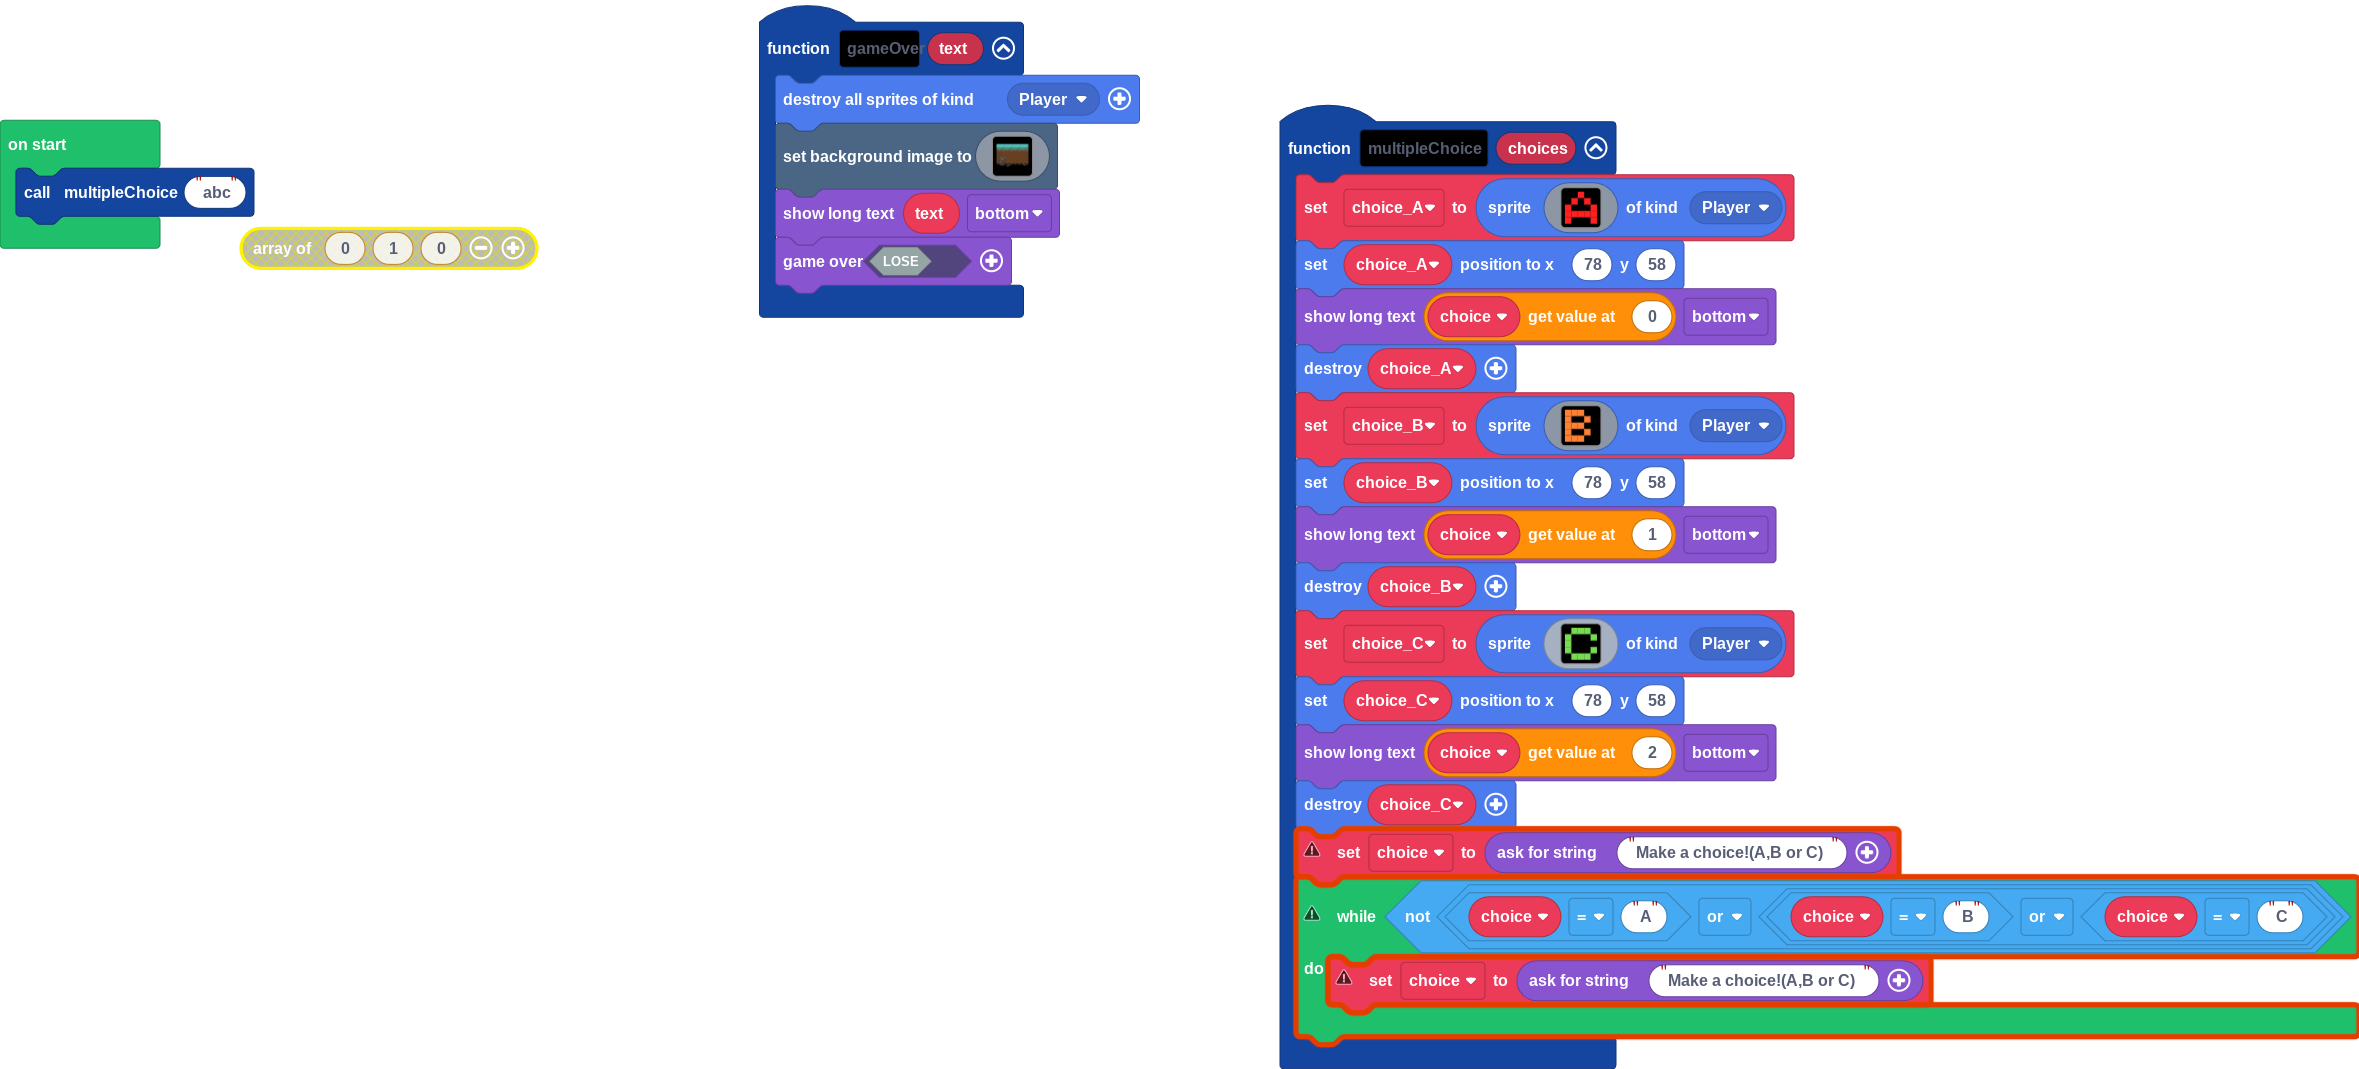 on start
call multipleChoice "abc"
array of 0 1 0
function gameOver text
destroy all sprites of kind Player
set background image to
show long text text bottom
game over LOSE
function multipleChoice choices
set choice_A to sprite A of kind Player
set choice_A position to x 78 y 58
show long text choice get value at 0 bottom
destroy choice_A
set choice_B to sprite B of kind Player
set choice_B position to x 78 y 58
show long text choice get value at 1 bottom
destroy choice_B
set choice_C to sprite C of kind Player
set choice_C position to x 78 y 58
show long text choice get value at 2 bottom
destroy choice_C
set choice to ask for string "Make a choice!(A,B or C)"
while not choice = "A" or choice = "B" or choice = "C"
do
set choice to ask for string "Make a choice!(A,B or C)"